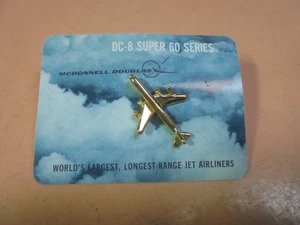 DC-8 SUPER 60 SERIES
MCDONNELL DOUGLAS
WORLD'S LARGEST, LONGEST-RANGE JET AIRLINERS